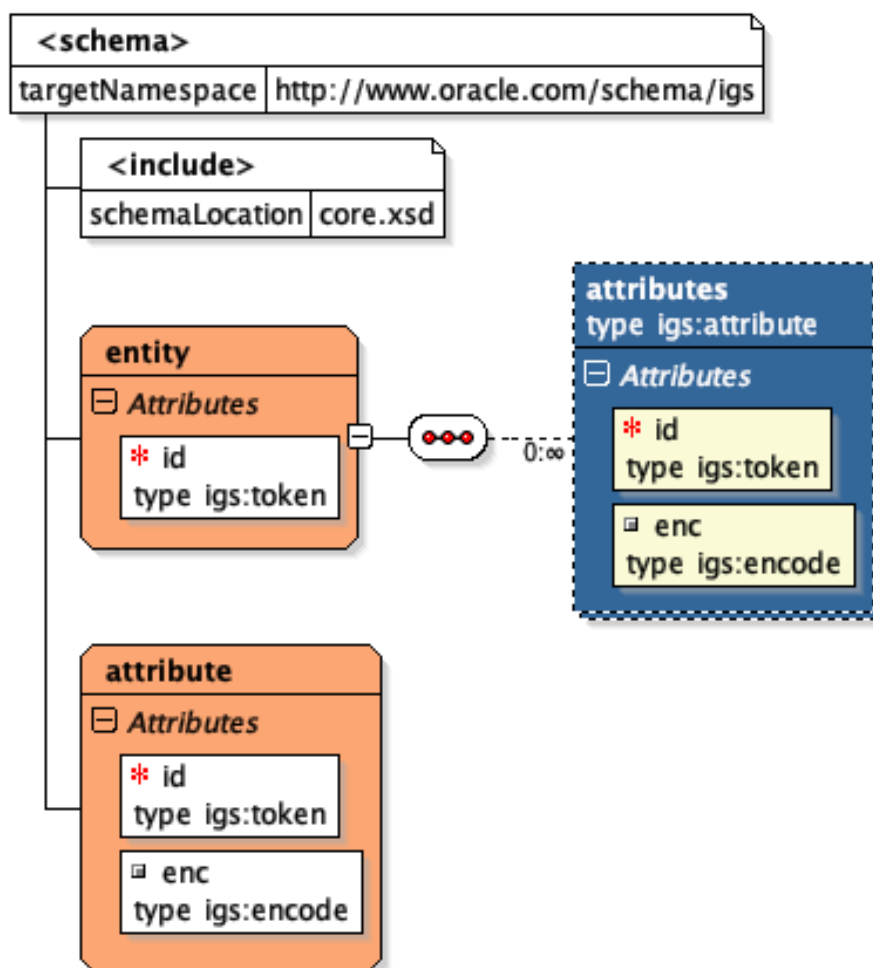 <schema>
targetNamespace http://www.oracle.com/schema/igs
<include>
schemaLocation core.xsd
attributes
type igs:attribute
Attributes
* id
type igs:token
enc
type igs:encode
entity
Attributes
* id
type igs:token
0:∞
attribute
Attributes
* id
type igs:token
enc
type igs:encode